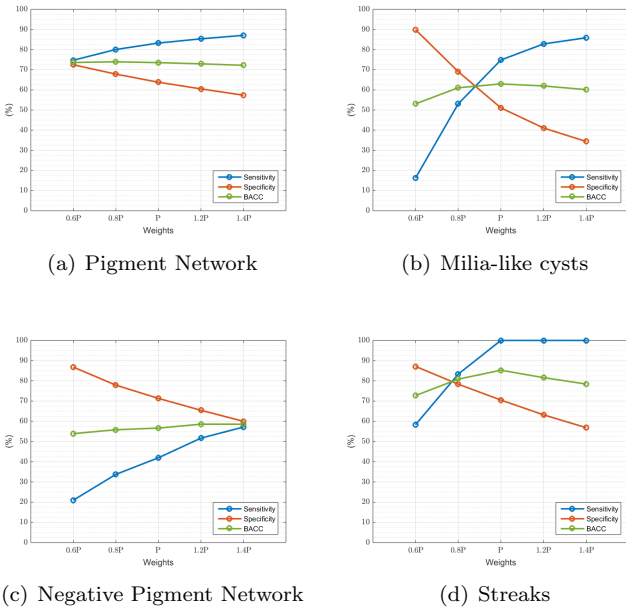 100
90
80
70
60
50
40
30
20
10
0
(%)
0.6P 0.8P P 1.2P 1.4P
Weights
Sensitivity
Specificity
BACC
(a) Pigment Network
100
90
80
70
60
50
40
30
20
10
0
(%)
0.6P 0.8P P 1.2P 1.4P
Weights
Sensitivity
Specificity
BACC
(b) Milia-like cysts
100
90
80
70
60
50
40
30
20
10
0
(%)
0.6P 0.8P P 1.2P 1.4P
Weights
Sensitivity
Specificity
BACC
(c) Negative Pigment Network
100
90
80
70
60
50
40
30
20
10
0
(%)
0.6P 0.8P P 1.2P 1.4P
Weights
Sensitivity
Specificity
BACC
(d) Streaks